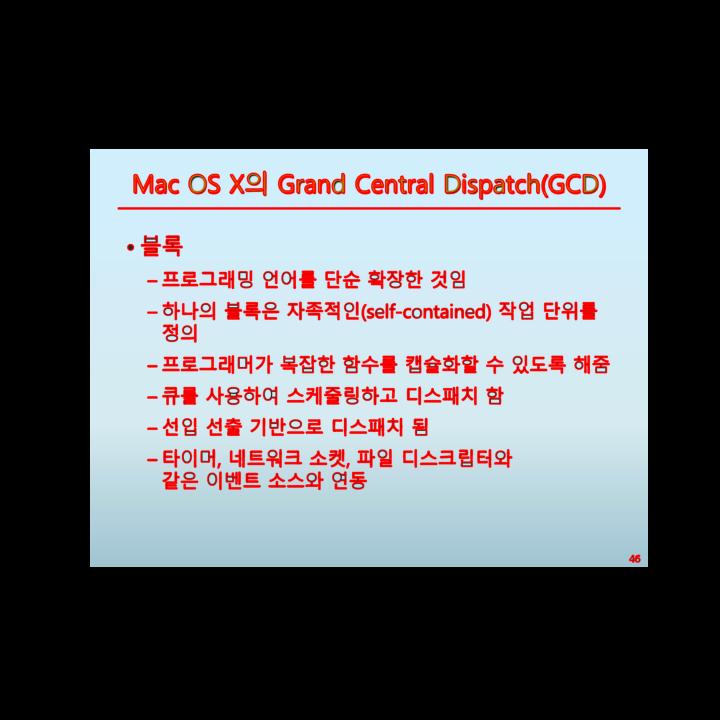 Mac OS X의 Grand Central Dispatch(GCD)
• 블록
– 프로그래밍 언어를 단순 확장한 것임
– 하나의 블록은 자족적인(self-contained) 작업 단위를
정의
– 프로그래머가 복잡한 함수를 캡슐화할 수 있도록 해줌
– 큐를 사용하여 스케줄링하고 디스패치 함
– 선입 선출 기반으로 디스패치 됨
– 타이머, 네트워크 소켓, 파일 디스크립터와
같은 이벤트 소스와 연동
46